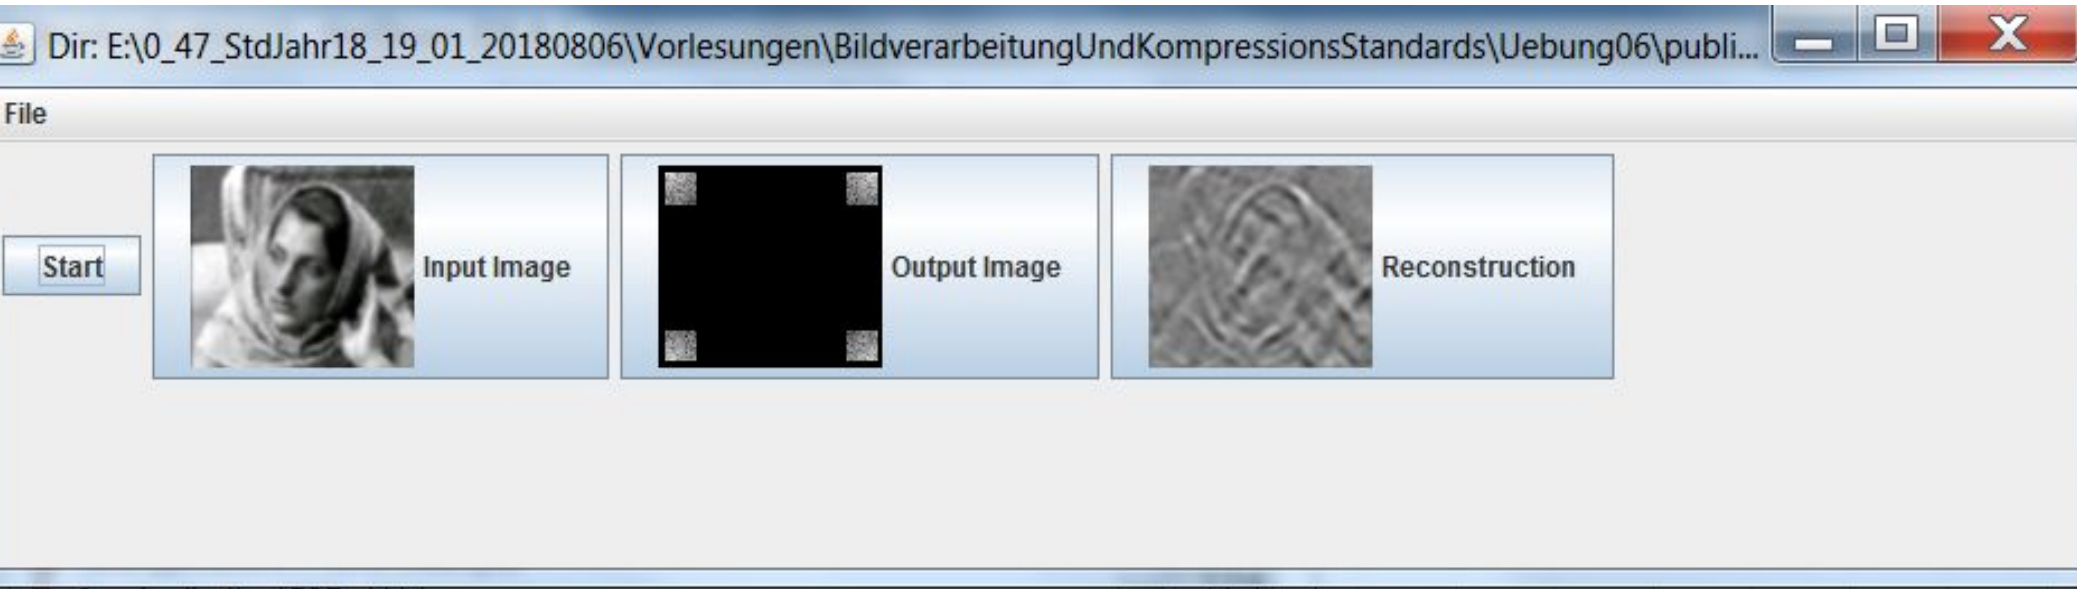 Dir: E:\0_47_StdJahr18_19_01_20180806\Vorlesungen\BildverarbeitungUndKompressionsStandards\Uebung06\publi...
File
Start
Input Image
Output Image
Reconstruction